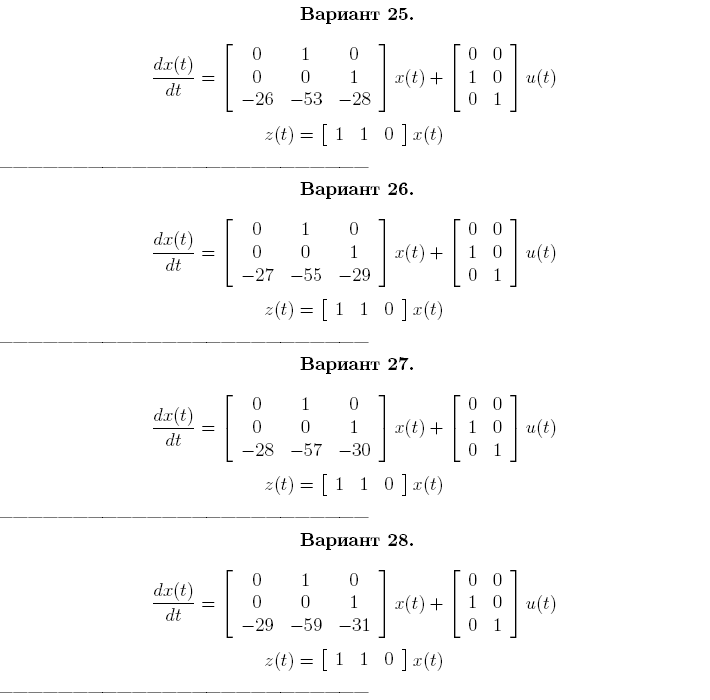 Вариант 25.
dx(t)/dt = [ 0 1 0 ; 0 0 1 ; −26 −53 −28 ] x(t) + [ 0 0 ; 1 0 ; 0 1 ] u(t)
z(t) = [ 1 1 0 ] x(t)
Вариант 26.
dx(t)/dt = [ 0 1 0 ; 0 0 1 ; −27 −55 −29 ] x(t) + [ 0 0 ; 1 0 ; 0 1 ] u(t)
z(t) = [ 1 1 0 ] x(t)
Вариант 27.
dx(t)/dt = [ 0 1 0 ; 0 0 1 ; −28 −57 −30 ] x(t) + [ 0 0 ; 1 0 ; 0 1 ] u(t)
z(t) = [ 1 1 0 ] x(t)
Вариант 28.
dx(t)/dt = [ 0 1 0 ; 0 0 1 ; −29 −59 −31 ] x(t) + [ 0 0 ; 1 0 ; 0 1 ] u(t)
z(t) = [ 1 1 0 ] x(t)